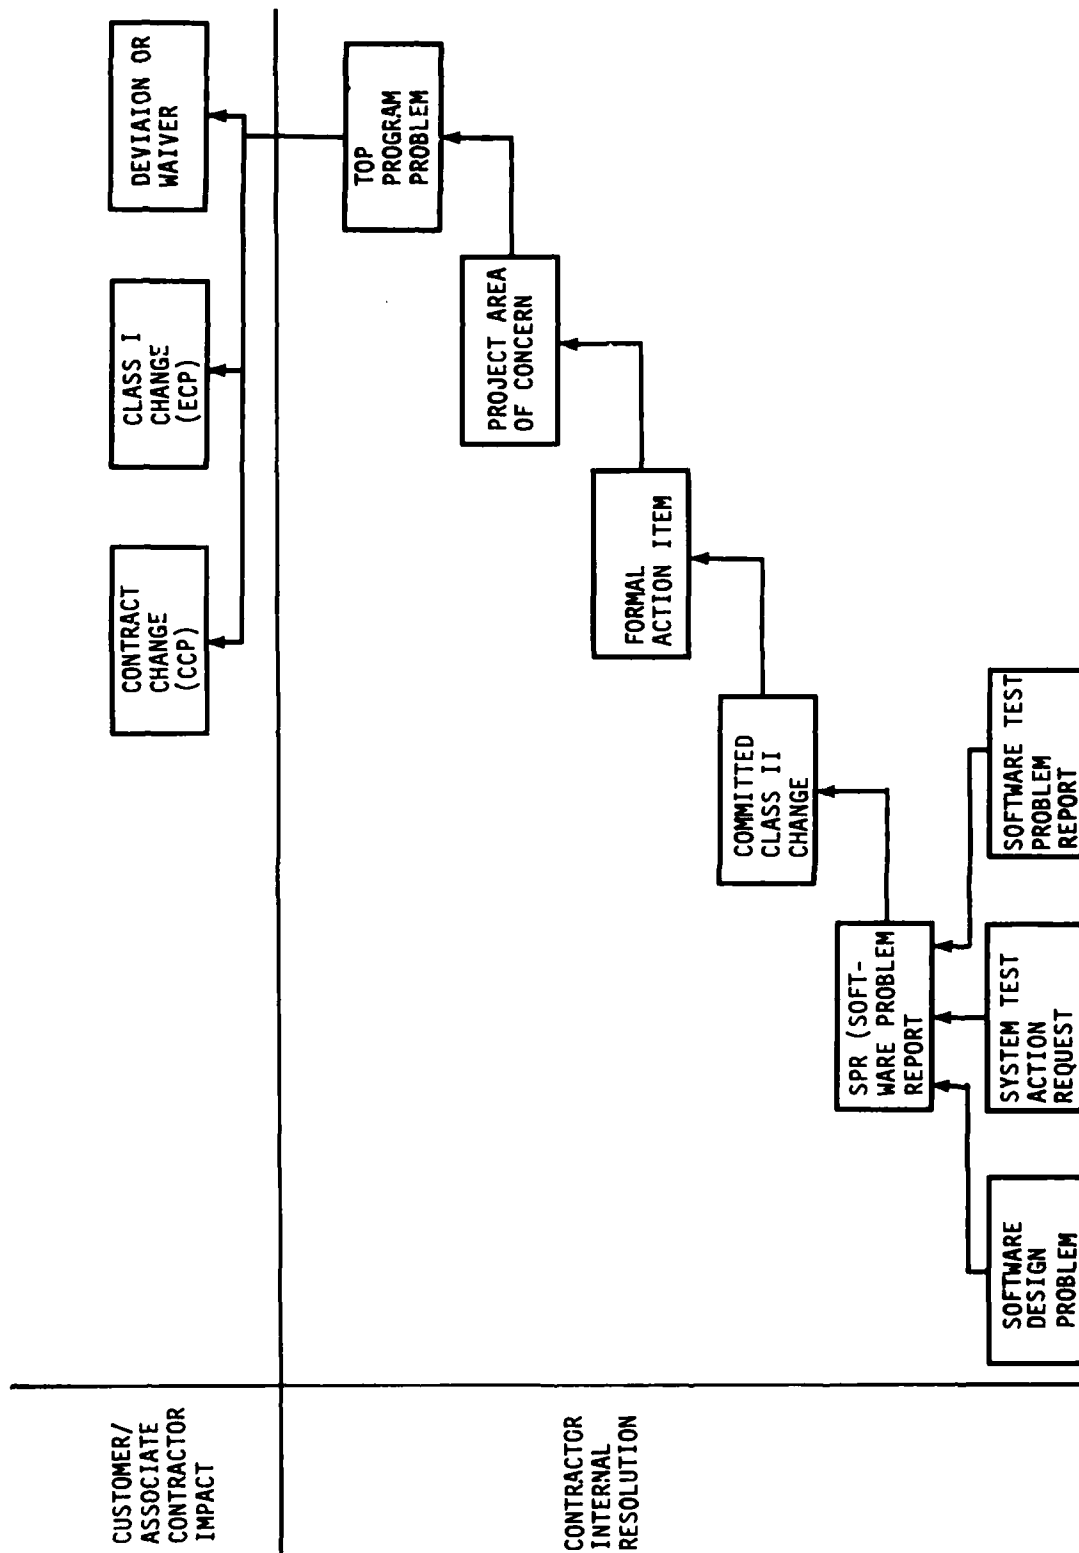 CUSTOMER/
ASSOCIATE
CONTRACTOR
IMPACT
CONTRACT
CHANGE
(CCP)
CLASS I
CHANGE
(ECP)
DEVIAION OR
WAIVER
CONTRACTOR
INTERNAL
RESOLUTION
TOP
PROGRAM
PROBLEM
PROJECT AREA
OF CONCERN
FORMAL
ACTION ITEM
COMMITTED
CLASS II
CHANGE
SPR (SOFT-
WARE PROBLEM
REPORT
SOFTWARE
DESIGN
PROBLEM
SYSTEM TEST
ACTION
REQUEST
SOFTWARE TEST
PROBLEM
REPORT